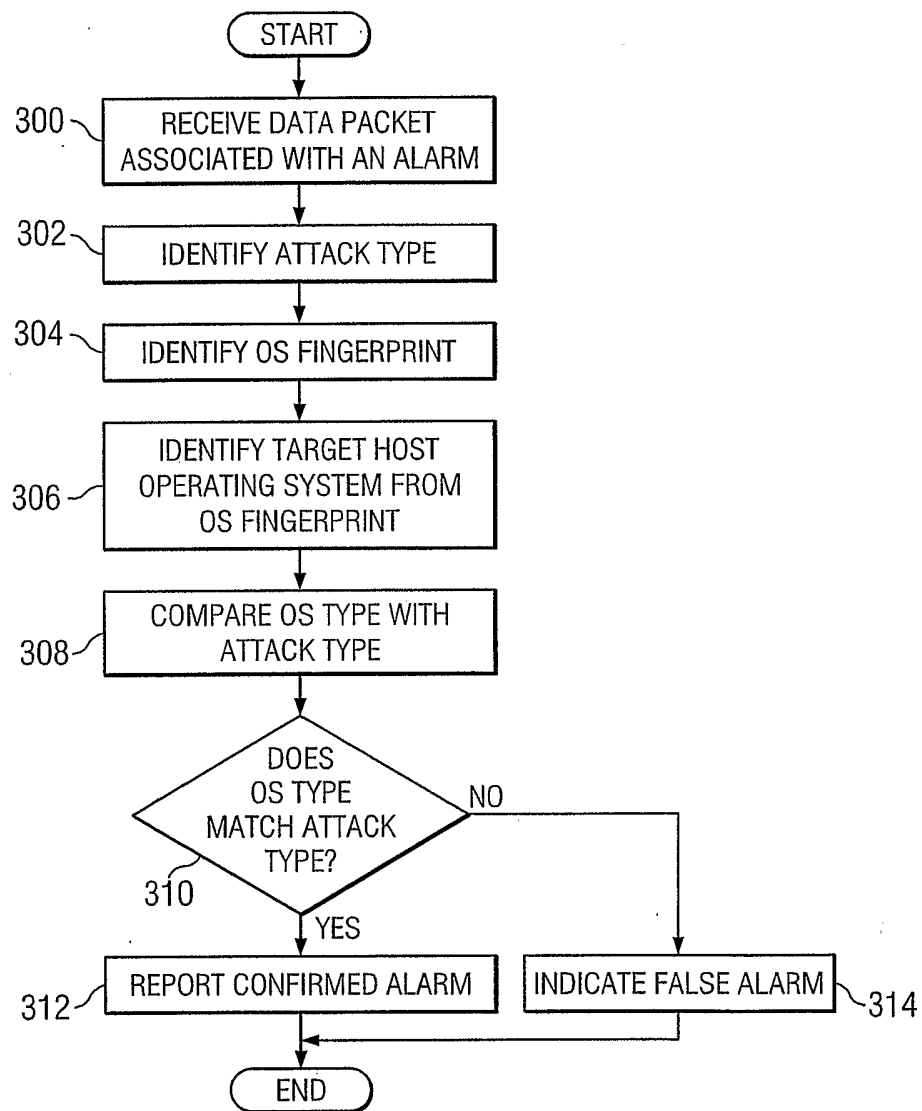 START
300
RECEIVE DATA PACKET
ASSOCIATED WITH AN ALARM
302
IDENTIFY ATTACK TYPE
304
IDENTIFY OS FINGERPRINT
306
IDENTIFY TARGET HOST
OPERATING SYSTEM FROM
OS FINGERPRINT
308
COMPARE OS TYPE WITH
ATTACK TYPE
310
DOES
OS TYPE
MATCH ATTACK
TYPE?
NO
YES
312
REPORT CONFIRMED ALARM
INDICATE FALSE ALARM
314
END